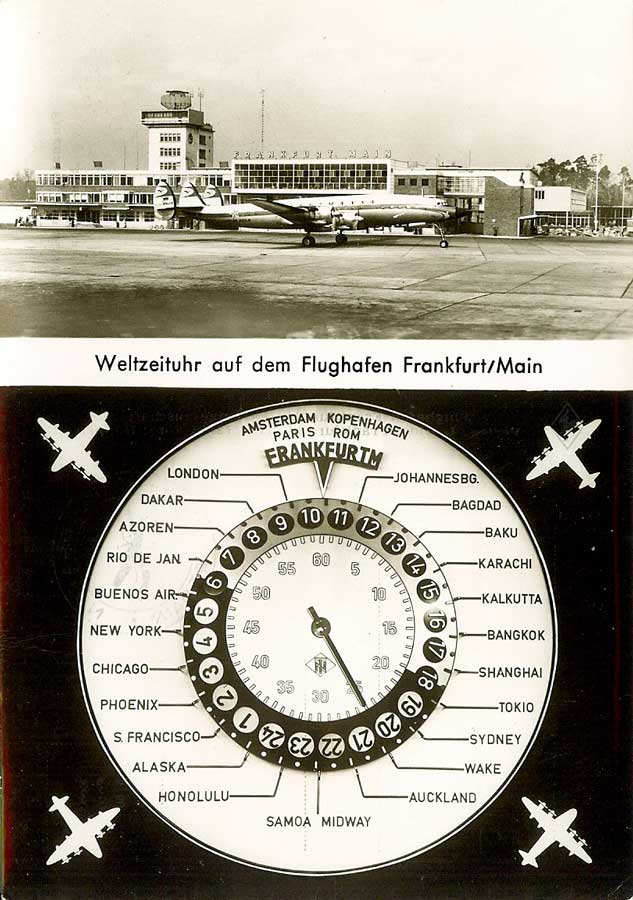 FRANKFURT MAIN
Weltzeituhr auf dem Flughafen Frankfurt/Main
AMSTERDAM KOPENHAGEN
PARIS ROM
FRANKFURT M
LONDON
JOHANNESBG.
DAKAR
BAGDAD
AZOREN
BAKU
RIO DE JAN.
KARACHI
BUENOS AIR.
KALKUTTA
NEW YORK
BANGKOK
CHICAGO
SHANGHAI
PHOENIX
TOKIO
S. FRANCISCO
SYDNEY
ALASKA
WAKE
HONOLULU
AUCKLAND
SAMOA MIDWAY
10 11 12 13 14 15 16 17 18 19 20 21 22 23 24 1 2 3 4 5 6 7 8 9
60 5 10 15 20 25 30 35 40 45 50 55
TN